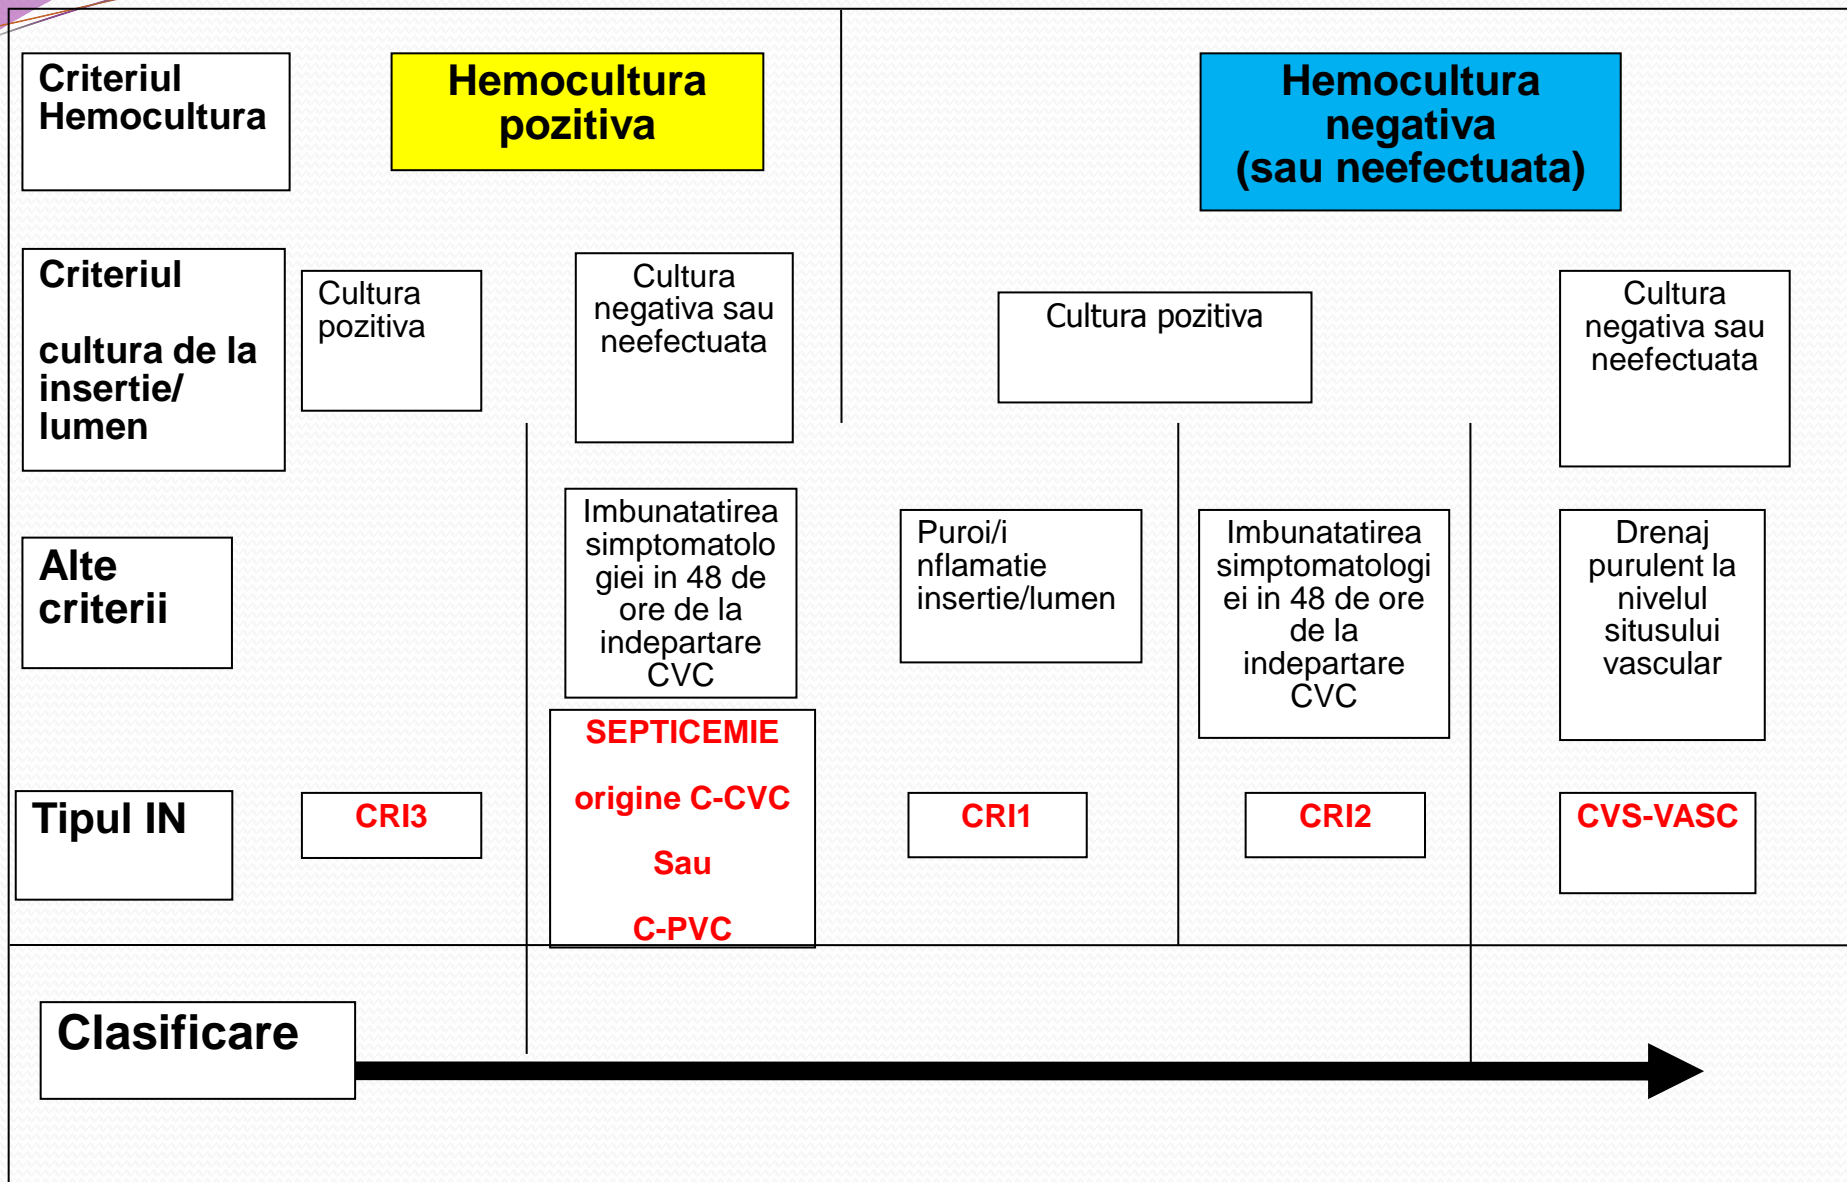 Criteriul
Hemocultura
Hemocultura
pozitiva
Hemocultura
negativa
(sau neefectuata)
Criteriul
cultura de la
insertie/
lumen
Cultura
pozitiva
Cultura
negativa sau
neefectuata
Cultura pozitiva
Cultura
negativa sau
neefectuata
Alte
criterii
Imbunatatirea
simptomatolo
giei in 48 de
ore de la
indepartare
CVC
Puroi/i
nflamatie
insertie/lumen
Imbunatatirea
simptomatologi
ei in 48 de ore
de la
indepartare
CVC
Drenaj
purulent la
nivelul
situsului
vascular
Tipul IN
CRI3
SEPTICEMIE
origine C-CVC
Sau
C-PVC
CRI1
CRI2
CVS-VASC
Clasificare